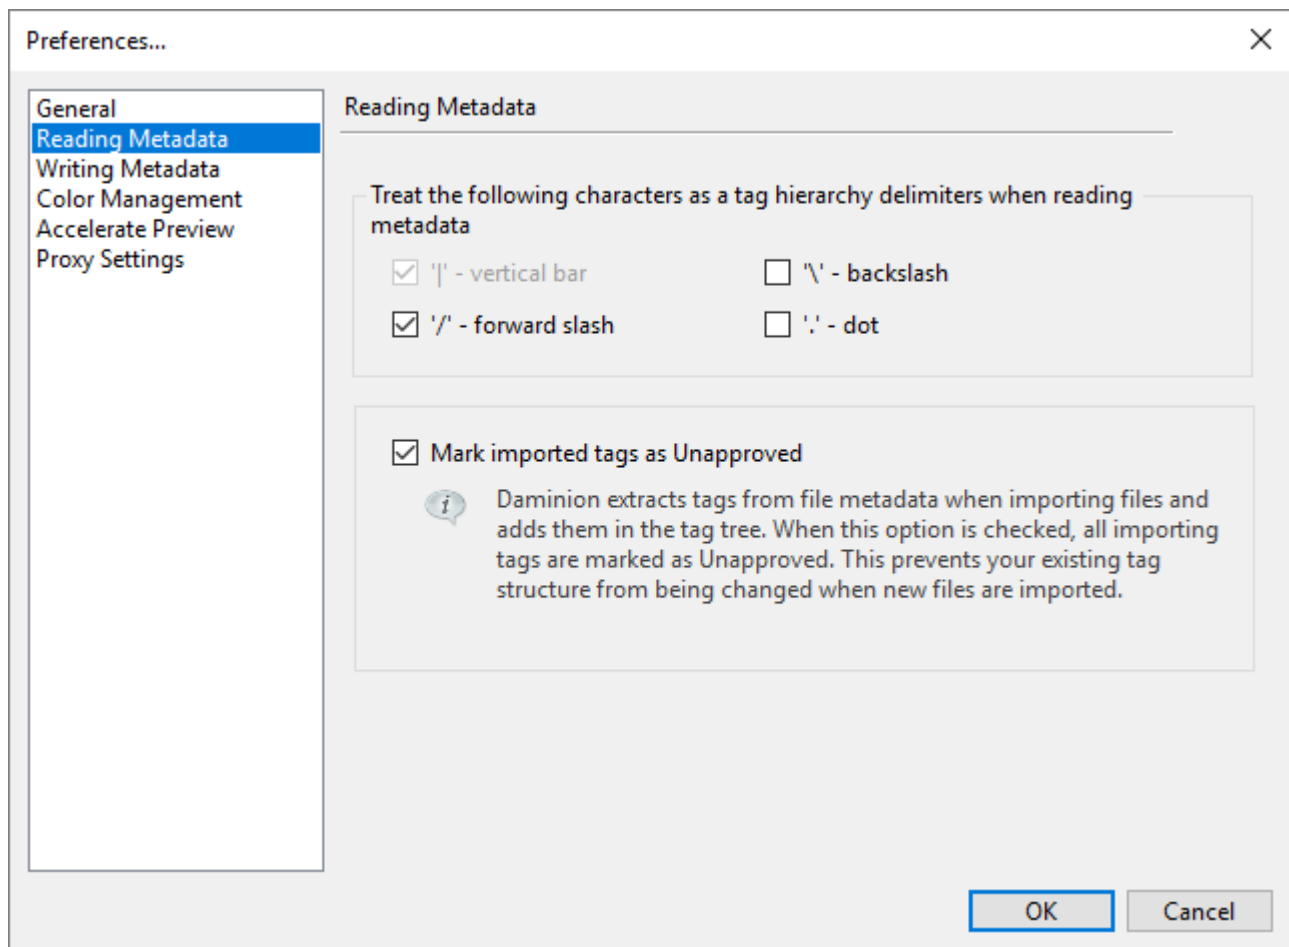 Preferences...
General
Reading Metadata
Writing Metadata
Color Management
Accelerate Preview
Proxy Settings
Reading Metadata
Treat the following characters as a tag hierarchy delimiters when reading
metadata
'|' - vertical bar
'\' - backslash
'/' - forward slash
'.' - dot
Mark imported tags as Unapproved
Daminion extracts tags from file metadata when importing files and
adds them in the tag tree. When this option is checked, all importing
tags are marked as Unapproved. This prevents your existing tag
structure from being changed when new files are imported.
OK
Cancel